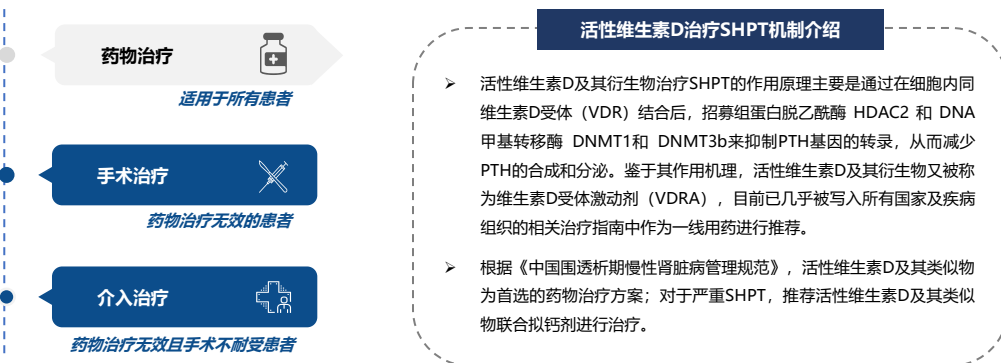 药物治疗
适用于所有患者
手术治疗
药物治疗无效的患者
介入治疗
药物治疗无效且手术不耐受患者
活性维生素D治疗SHPT机制介绍
➢ 活性维生素D及其衍生物治疗SHPT的作用原理主要是通过在细胞内同
维生素D受体（VDR）结合后，招募组蛋白脱乙酰酶 HDAC2 和 DNA
甲基转移酶 DNMT1和 DNMT3b来抑制PTH基因的转录，从而减少
PTH的合成和分泌。鉴于其作用机理，活性维生素D及其衍生物又被称
为维生素D受体激动剂（VDRA），目前已几乎被写入所有国家及疾病
组织的相关治疗指南中作为一线用药进行推荐。
➢ 根据《中国围透析期慢性肾脏病管理规范》，活性维生素D及其类似物
为首选的药物治疗方案；对于严重SHPT，推荐活性维生素D及其类似
物联合拟钙剂进行治疗。